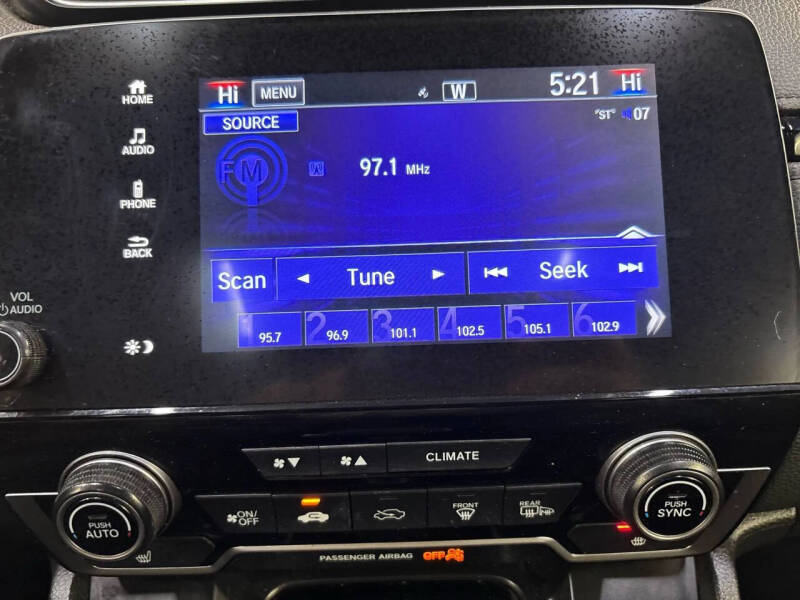 HOME
AUDIO
PHONE
BACK
VOL
AUDIO
Hi MENU W 5:21 Hi
SOURCE
"ST" 07
FM
97.1 MHz
Scan Tune Seek
1 95.7 2 96.9 3 101.1 4 102.5 5 105.1 6 102.9
CLIMATE
PUSH
AUTO
ON/
OFF
FRONT
REAR
PUSH
SYNC
PASSENGER AIRBAG OFF